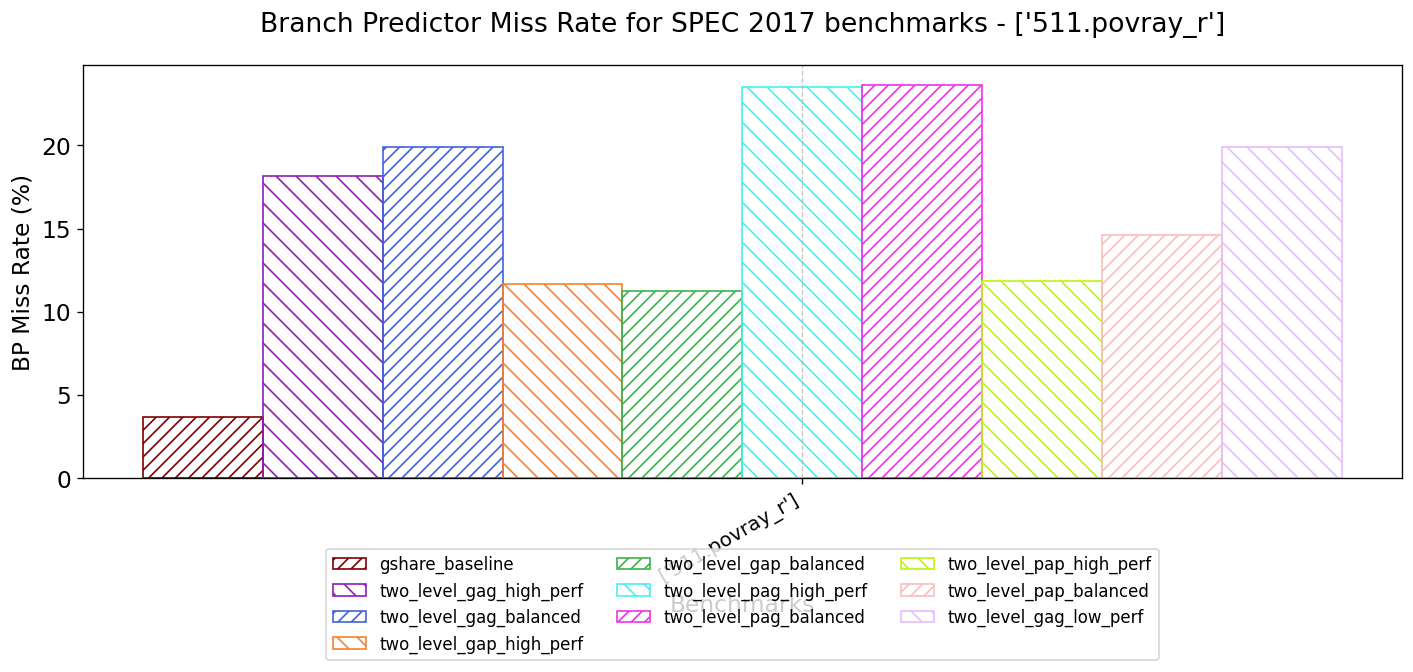 Branch Predictor Miss Rate for SPEC 2017 benchmarks - ['511.povray_r']
BP Miss Rate (%)
20
15
10
5
0
['511.povray_r']
Benchmarks
gshare_baseline
two_level_gag_high_perf
two_level_gag_balanced
two_level_gap_high_perf
two_level_gap_balanced
two_level_pag_high_perf
two_level_pag_balanced
two_level_pap_high_perf
two_level_pap_balanced
two_level_gag_low_perf